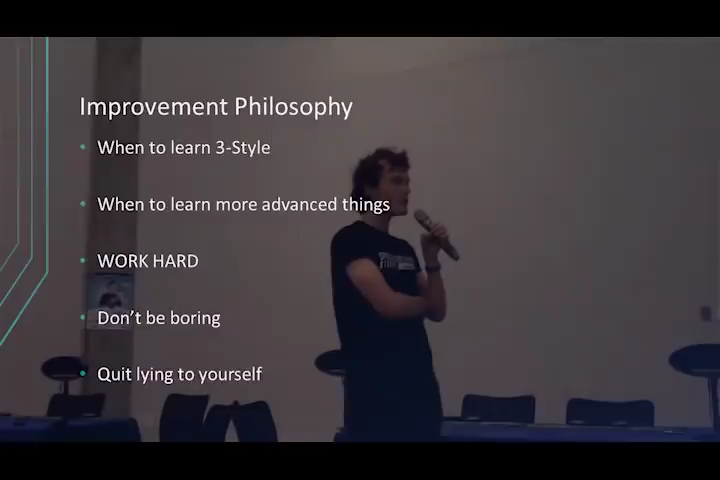 Improvement Philosophy
When to learn 3-Style
When to learn more advanced things
WORK HARD
Don't be boring
Quit lying to yourself